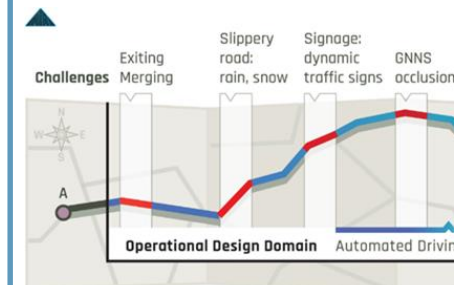 Challenges
Exiting
Merging
Slippery
road:
rain, snow
Signage:
dynamic
traffic signs
GNNS
occlusion
N
W E
S
A
Operational Design Domain
Automated Drivin